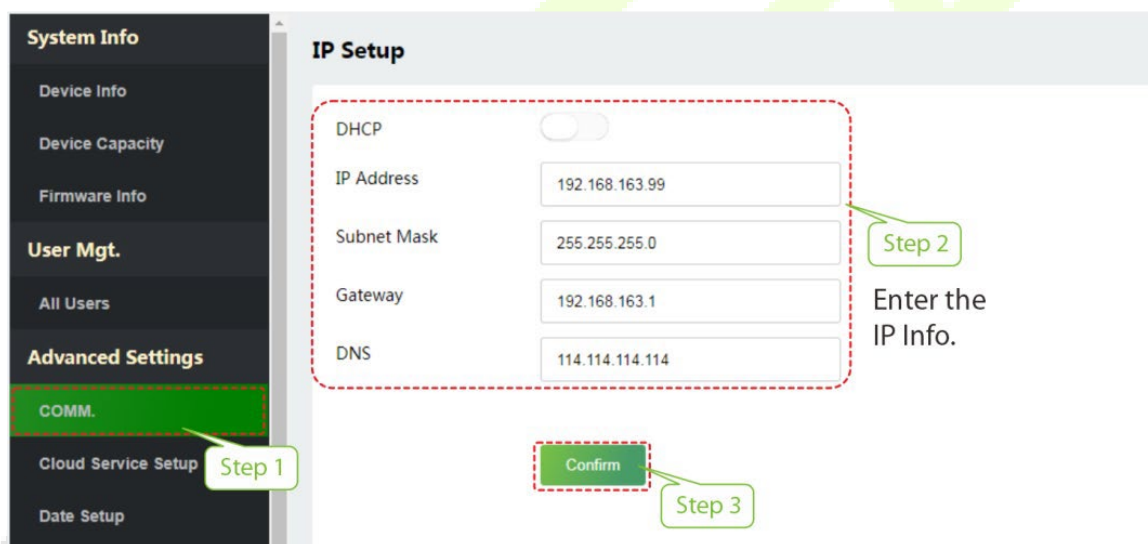 System Info
Device Info
Device Capacity
Firmware Info
User Mgt.
All Users
Advanced Settings
COMM.
Cloud Service Setup
Date Setup
Step 1
IP Setup
DHCP
IP Address
192.168.163.99
Subnet Mask
255.255.255.0
Gateway
192.168.163.1
DNS
114.114.114.114
Step 2
Enter the
IP Info.
Confirm
Step 3